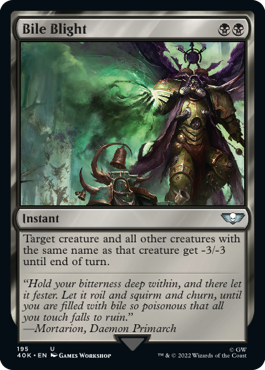 Bile Blight
Instant
Target creature and all other creatures with
the same name as that creature get -3/-3
until end of turn.
“Hold your bitterness deep within, and there let
it fester. Let it roil and squirm and churn, until
you are filled with bile so poisonous that all
you touch falls to ruin.”
—Mortarion, Daemon Primarch
195 U
40K • EN Games Workshop
© GW
™ & © 2022 Wizards of the Coast